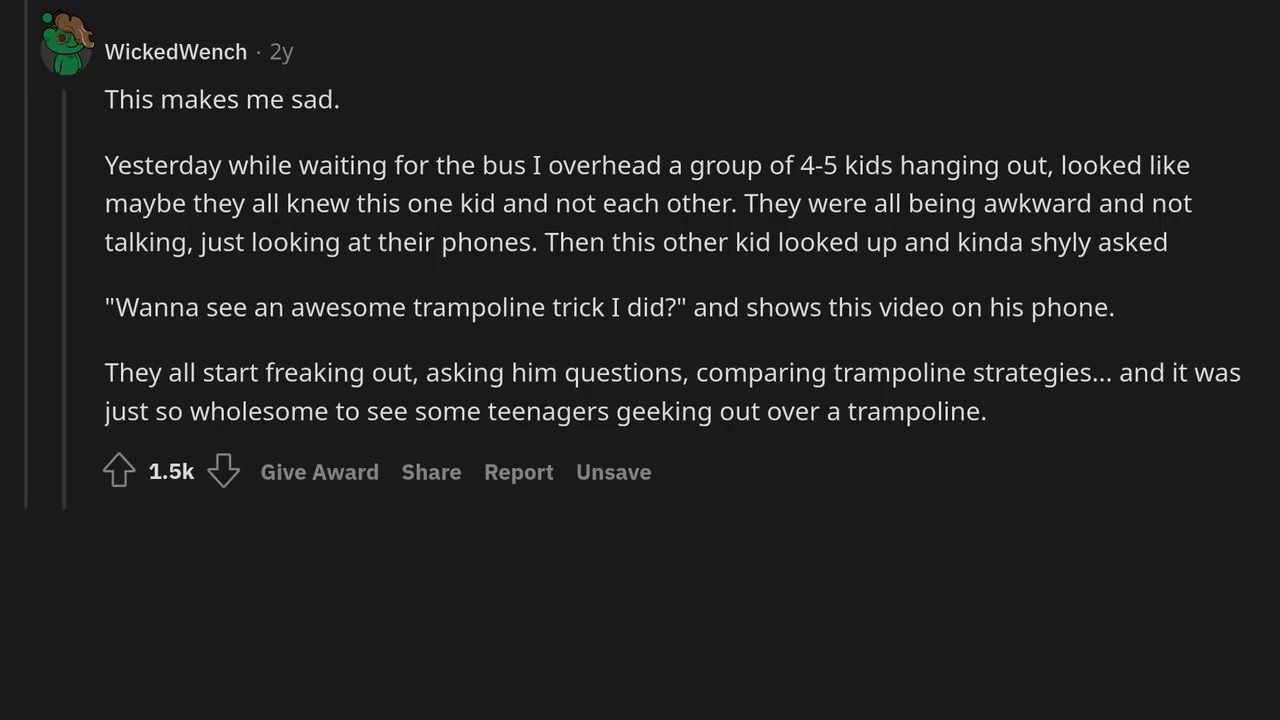 WickedWench · 2y
This makes me sad.
Yesterday while waiting for the bus I overhead a group of 4-5 kids hanging out, looked like
maybe they all knew this one kid and not each other. They were all being awkward and not
talking, just looking at their phones. Then this other kid looked up and kinda shyly asked
"Wanna see an awesome trampoline trick I did?" and shows this video on his phone.
They all start freaking out, asking him questions, comparing trampoline strategies... and it was
just so wholesome to see some teenagers geeking out over a trampoline.
1.5k Give Award Share Report Unsave